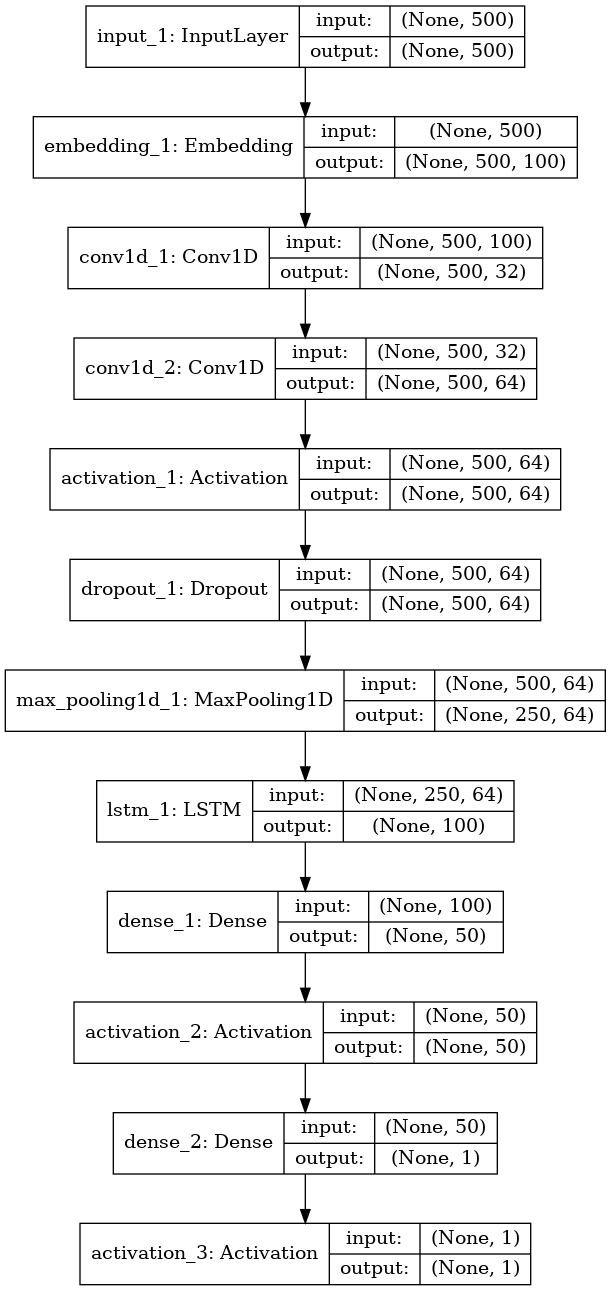 input_1: InputLayer
input: (None, 500)
output: (None, 500)
embedding_1: Embedding
input: (None, 500)
output: (None, 500, 100)
conv1d_1: Conv1D
input: (None, 500, 100)
output: (None, 500, 32)
conv1d_2: Conv1D
input: (None, 500, 32)
output: (None, 500, 64)
activation_1: Activation
input: (None, 500, 64)
output: (None, 500, 64)
dropout_1: Dropout
input: (None, 500, 64)
output: (None, 500, 64)
max_pooling1d_1: MaxPooling1D
input: (None, 500, 64)
output: (None, 250, 64)
lstm_1: LSTM
input: (None, 250, 64)
output: (None, 100)
dense_1: Dense
input: (None, 100)
output: (None, 50)
activation_2: Activation
input: (None, 50)
output: (None, 50)
dense_2: Dense
input: (None, 50)
output: (None, 1)
activation_3: Activation
input: (None, 1)
output: (None, 1)